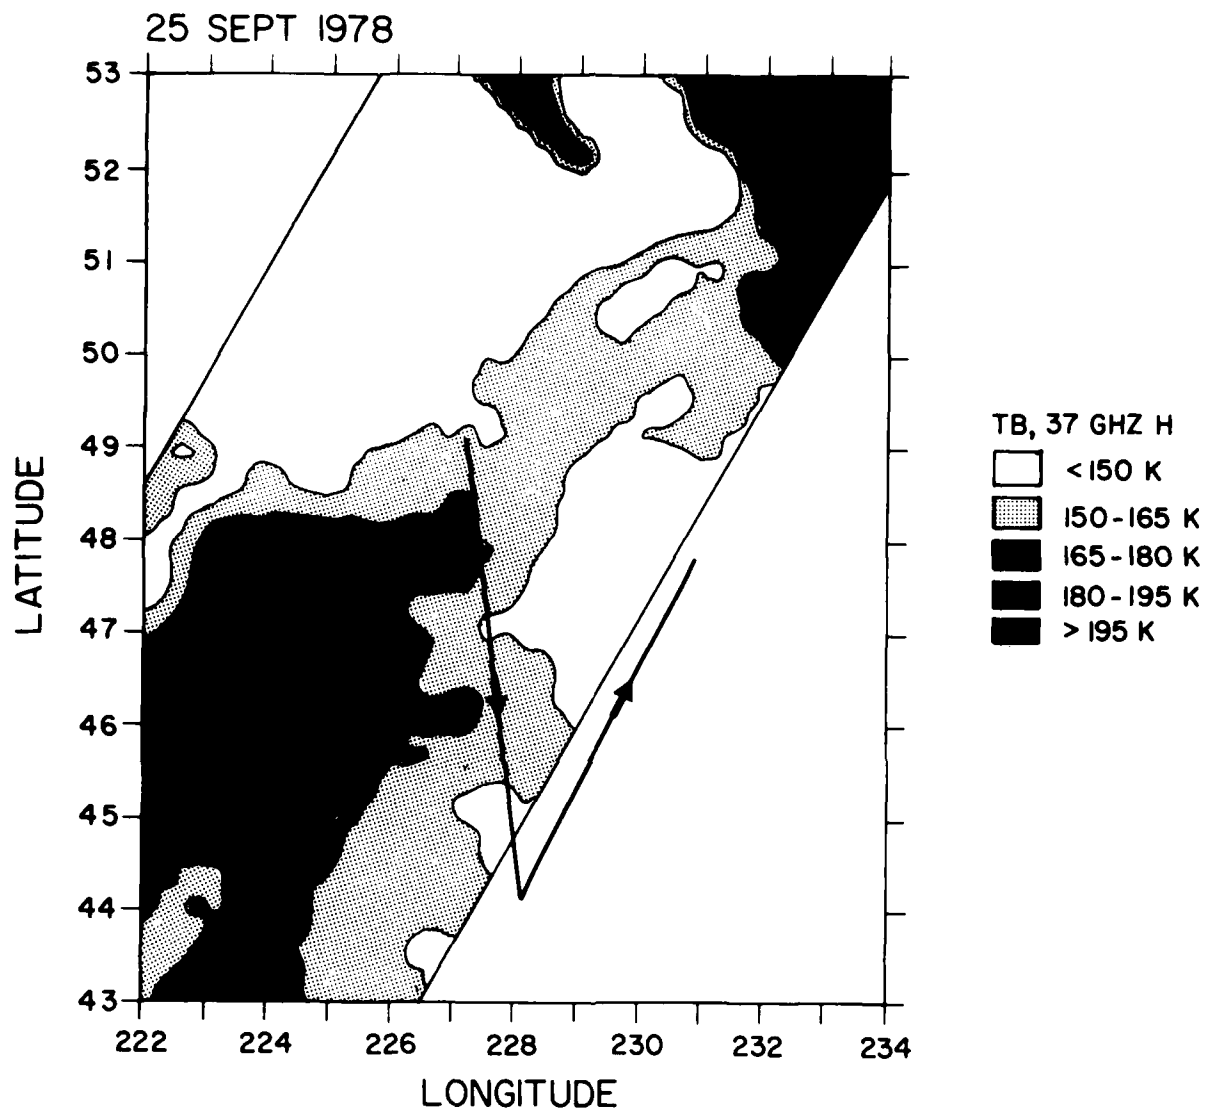 25 SEPT 1978
53
52
51
50
49
48
47
46
45
44
43
LATITUDE
222 224 226 228 230 232 234
LONGITUDE
TB, 37 GHZ H
<150 K
150-165 K
165-180 K
180-195 K
>195 K